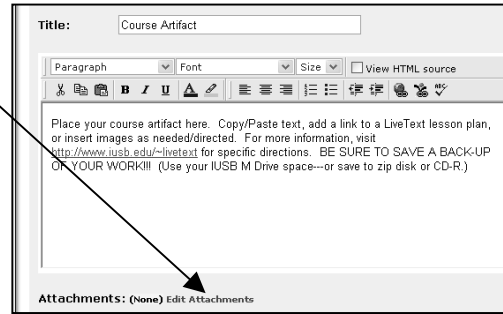 Title: Course Artifact
Paragraph Font Size View HTML source
B I U A ABC
Place your course artifact here. Copy/Paste text, add a link to a LiveText lesson plan,
or insert images as needed/directed. For more information, visit
http://www.iusb.edu/~livetext for specific directions. BE SURE TO SAVE A BACK-UP
OF YOUR WORK!!! (Use your IUSB M Drive space---or save to zip disk or CD-R.)
Attachments: (None) Edit Attachments